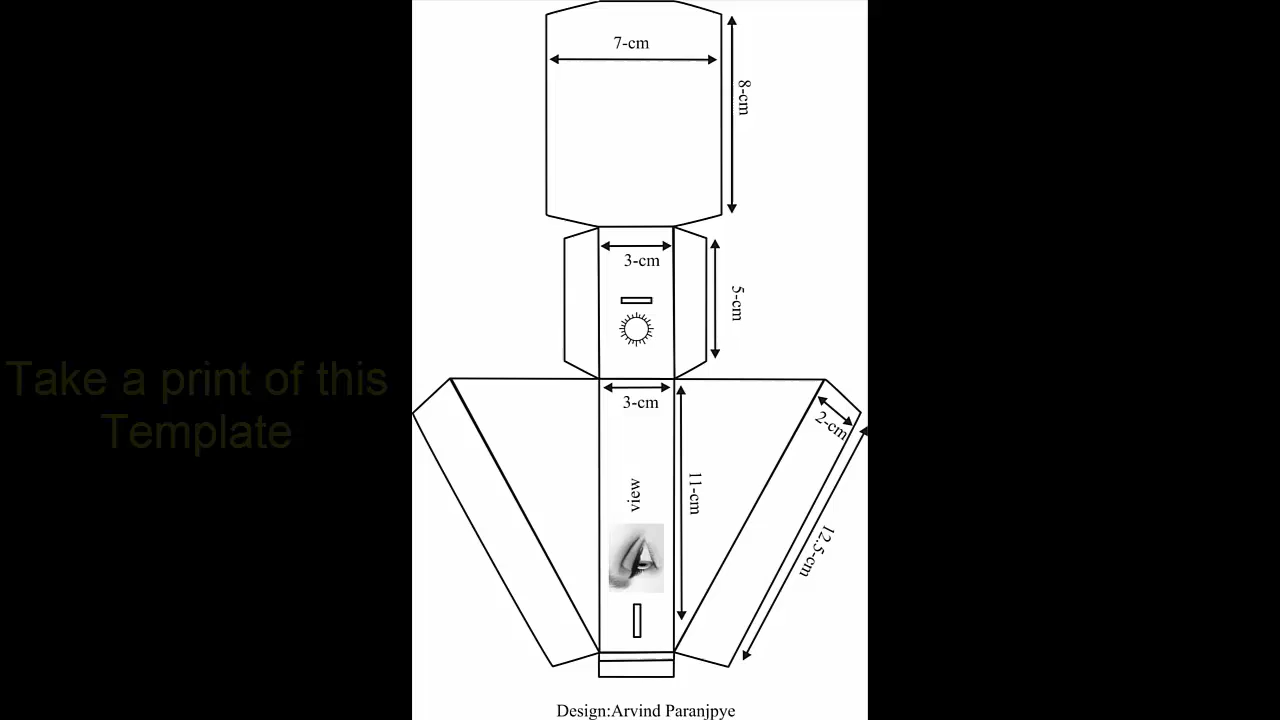 7-cm
8-cm
3-cm
5-cm
Take a print of this
Template
3-cm
2-cm
view
11-cm
12.5-cm
Design:Arvind Paranjpye